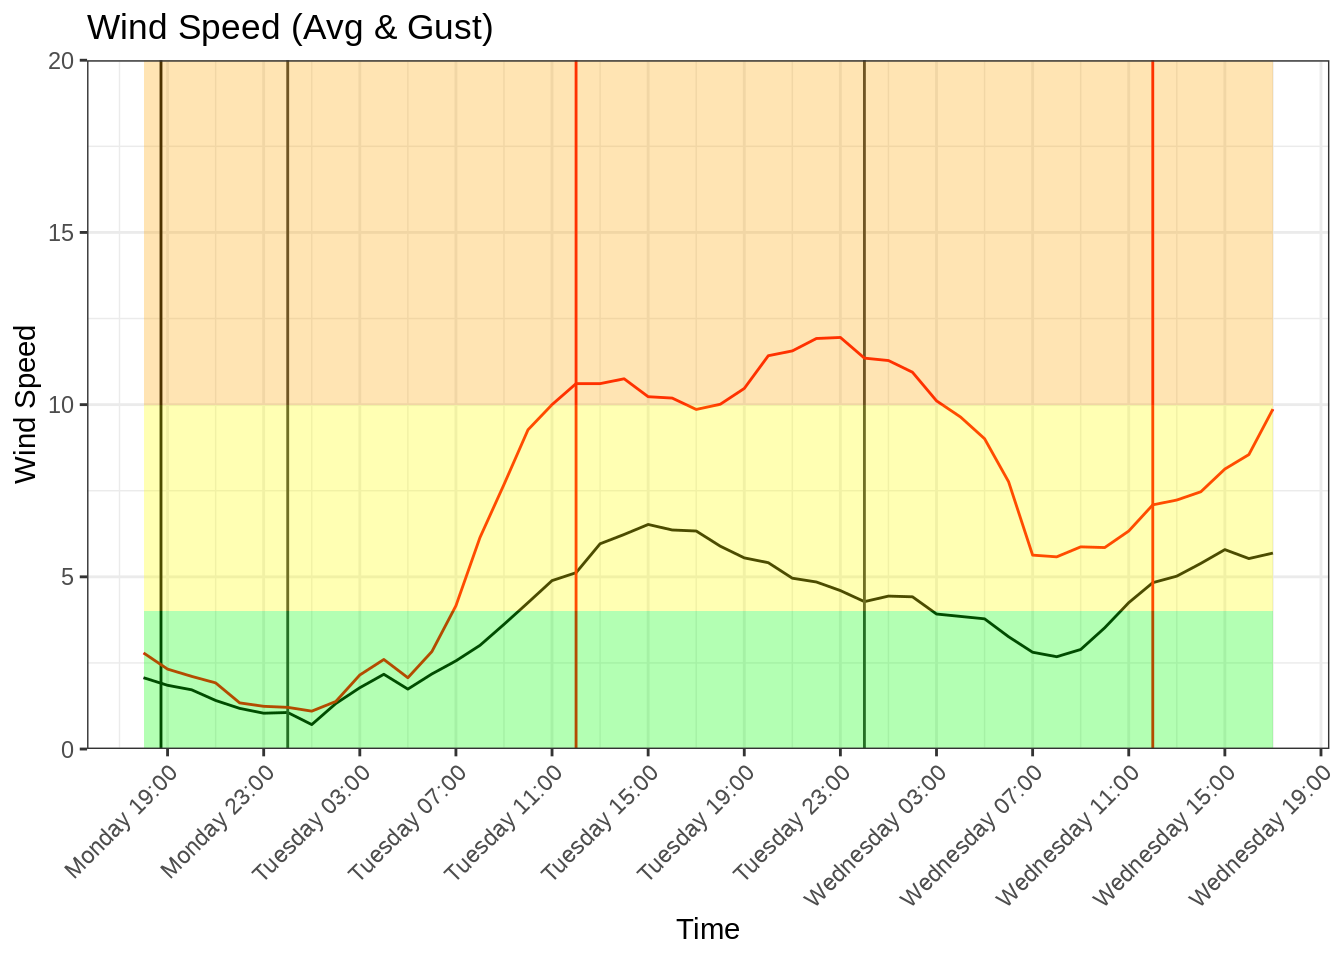 Wind Speed (Avg & Gust)
20
15
10
5
0
Wind Speed
Monday 19:00
Monday 23:00
Tuesday 03:00
Tuesday 07:00
Tuesday 11:00
Tuesday 15:00
Tuesday 19:00
Tuesday 23:00
Wednesday 03:00
Wednesday 07:00
Wednesday 11:00
Wednesday 15:00
Wednesday 19:00
Time